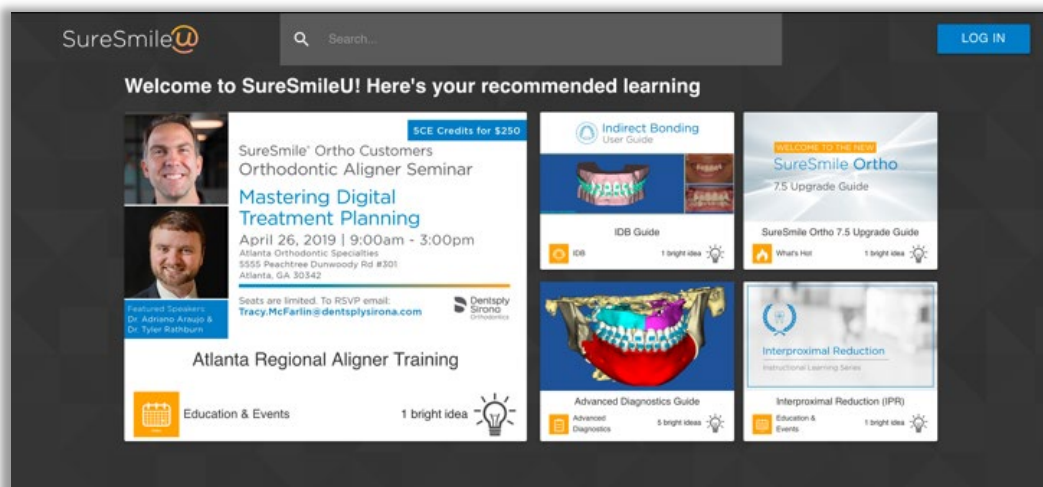 SureSmileU
Search...
LOG IN
Welcome to SureSmileU! Here's your recommended learning
5CE Credits for $250
SureSmile® Ortho Customers
Orthodontic Aligner Seminar
Mastering Digital
Treatment Planning
April 26, 2019 | 9:00am - 3:00pm
Atlanta Orthodontic Specialties
5555 Peachtree Dunwoody Rd #301
Atlanta, GA 30342
Seats are limited. To RSVP email:
Tracy.McFarlin@dentsplysirona.com
Dentsply
Sirona
Orthodontics
Featured Speakers:
Dr. Adriano Araujo &
Dr. Tyler Rathburn
Atlanta Regional Aligner Training
Education & Events
1 bright idea
Indirect Bonding
User Guide
IDB Guide
IDB
1 bright idea
WELCOME TO THE NEW
SureSmile Ortho
7.5 Upgrade Guide
SureSmile Ortho 7.5 Upgrade Guide
What's Hot
1 bright idea
Advanced Diagnostics Guide
Advanced
Diagnostics
5 bright ideas
Interproximal Reduction
Instructional Learning Series
Interproximal Reduction (IPR)
Education &
Events
1 bright idea